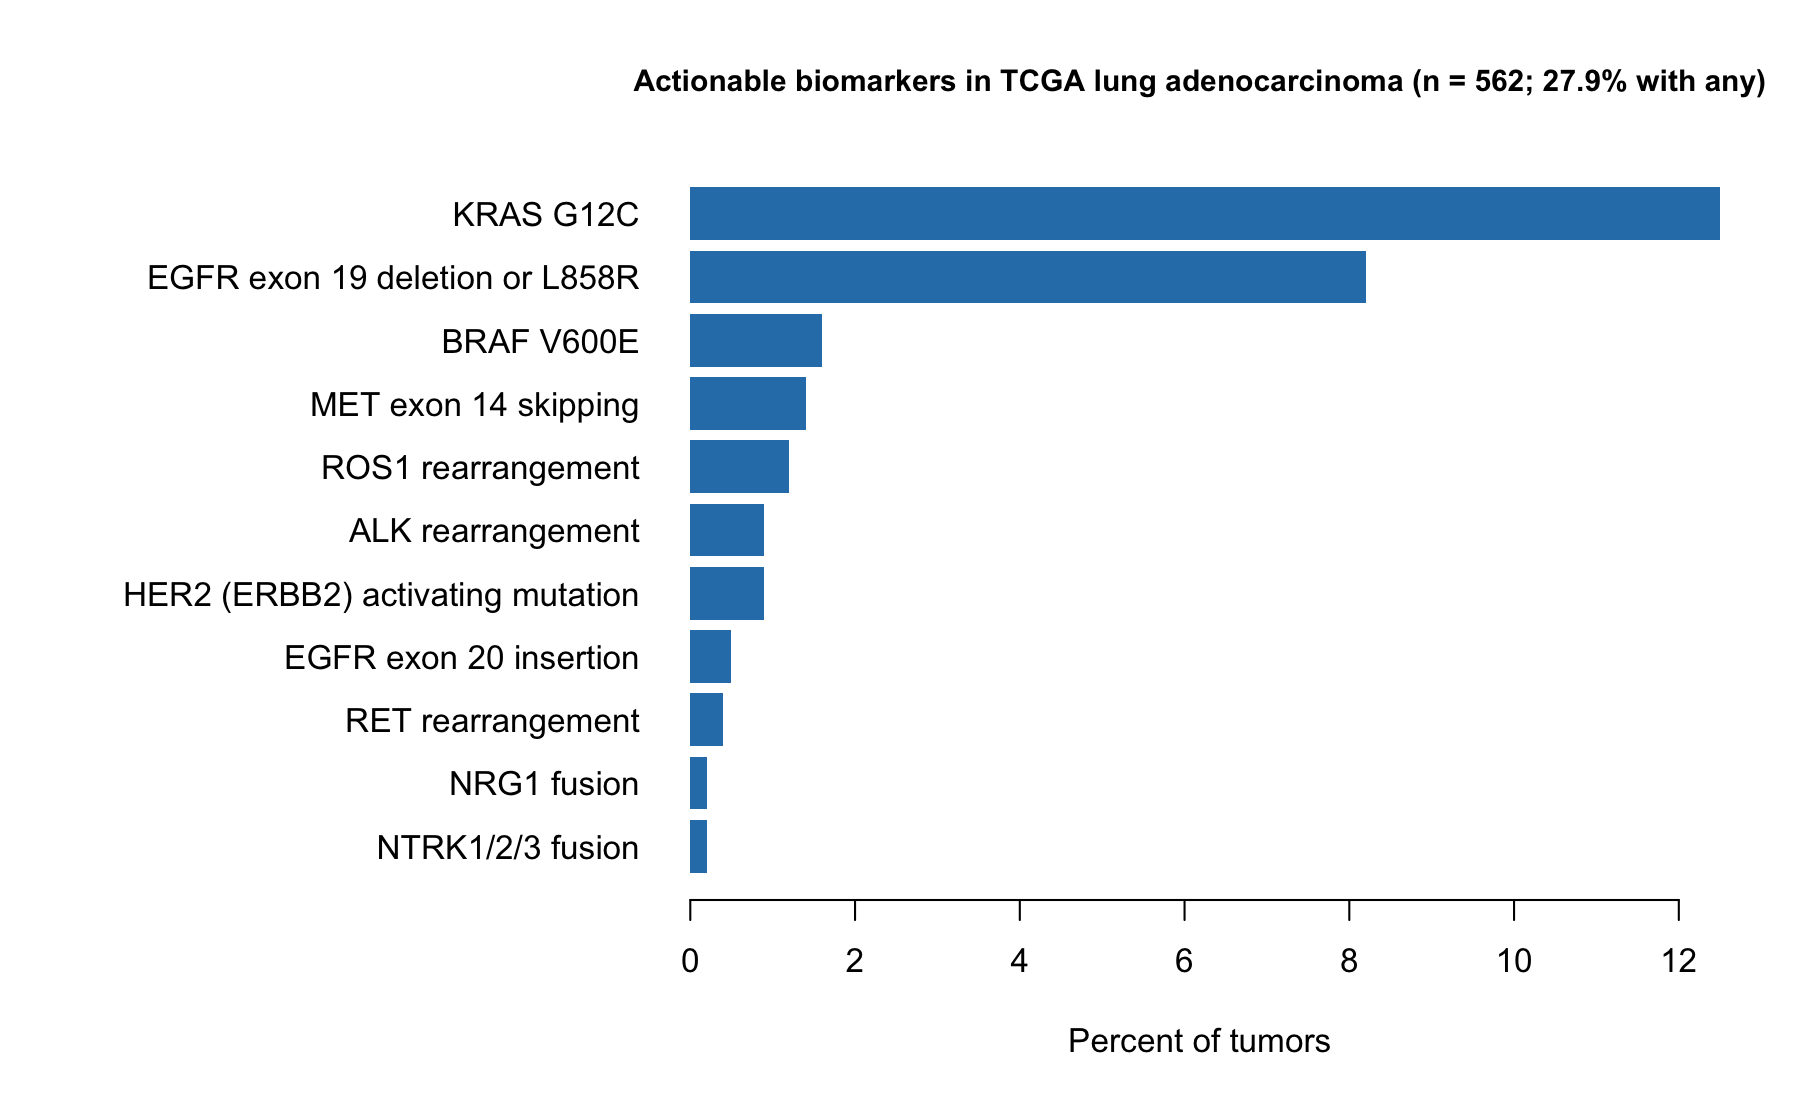 Actionable biomarkers in TCGA lung adenocarcinoma (n = 562; 27.9% with any)
KRAS G12C
EGFR exon 19 deletion or L858R
BRAF V600E
MET exon 14 skipping
ROS1 rearrangement
ALK rearrangement
HER2 (ERBB2) activating mutation
EGFR exon 20 insertion
RET rearrangement
NRG1 fusion
NTRK1/2/3 fusion
0 2 4 6 8 10 12
Percent of tumors